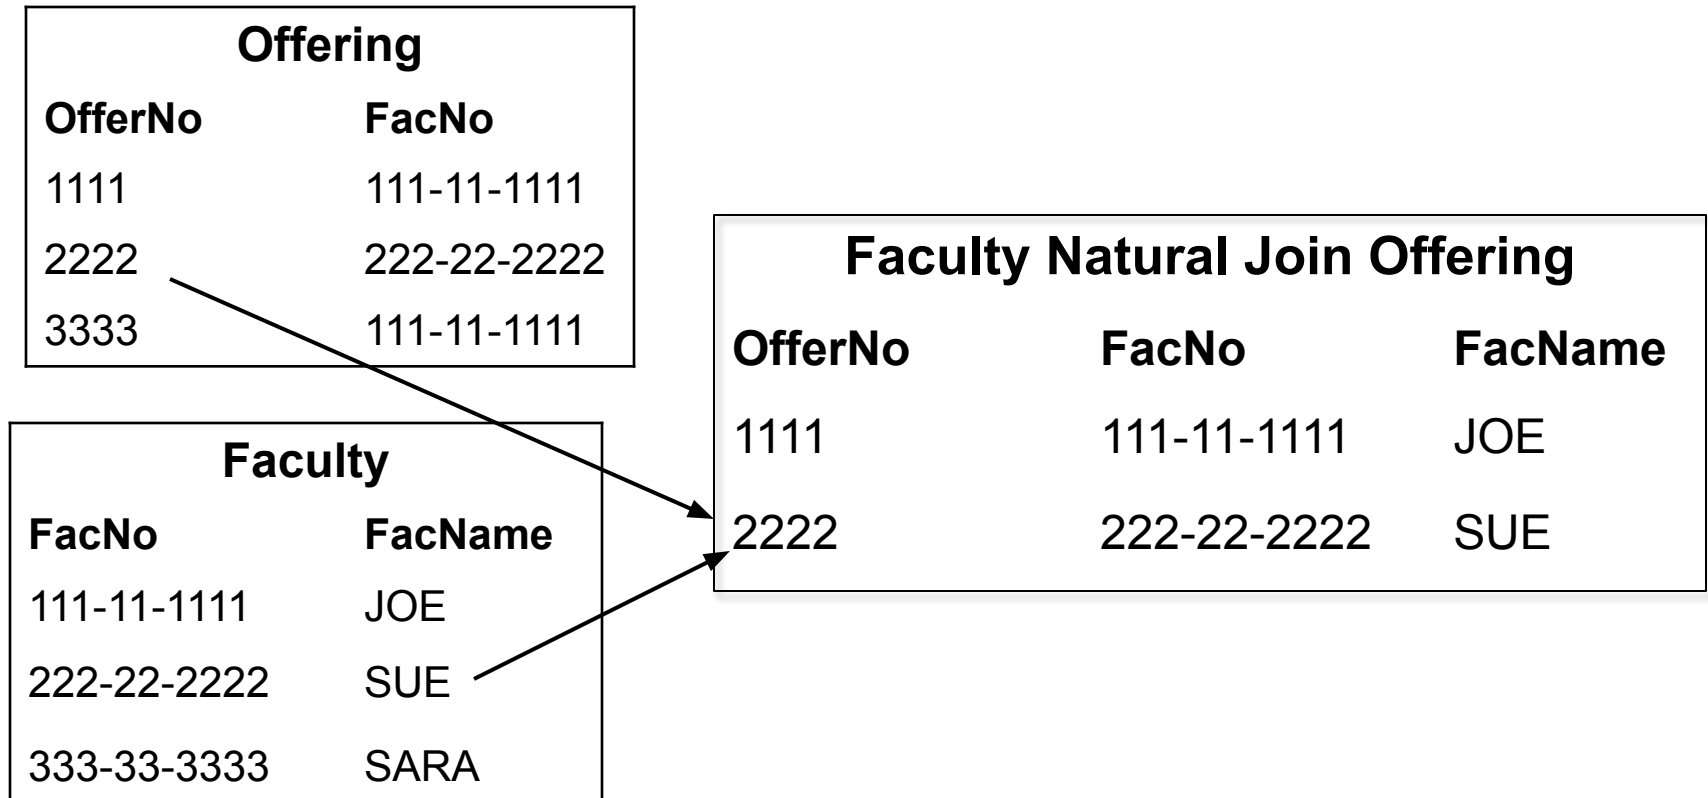 Offering
OfferNo FacNo
1111 111-11-1111
2222 222-22-2222
3333 111-11-1111
Faculty
FacNo FacName
111-11-1111 JOE
222-22-2222 SUE
333-33-3333 SARA
Faculty Natural Join Offering
OfferNo FacNo FacName
1111 111-11-1111 JOE
2222 222-22-2222 SUE